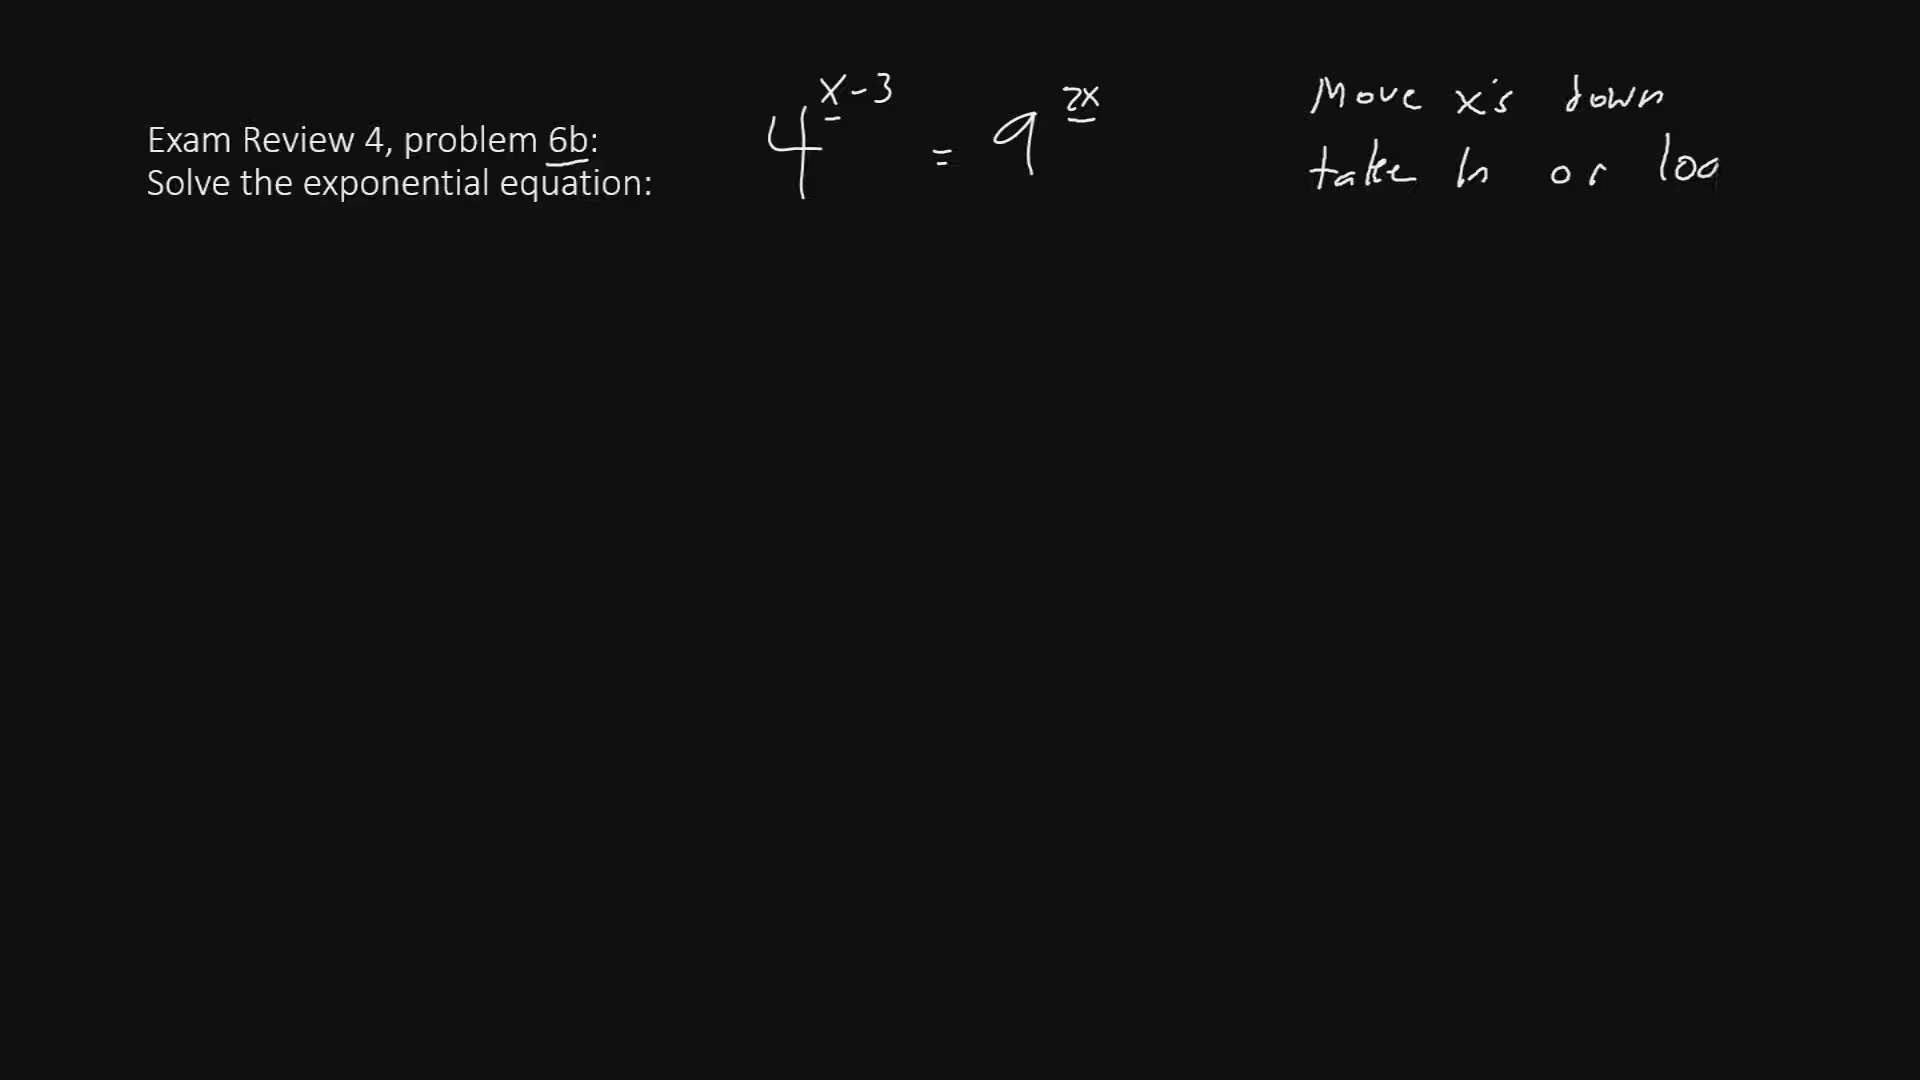 Exam Review 4, problem 6b:
Solve the exponential equation:
4^{x-3} = 9^{2x}
Move x's down
take ln or log